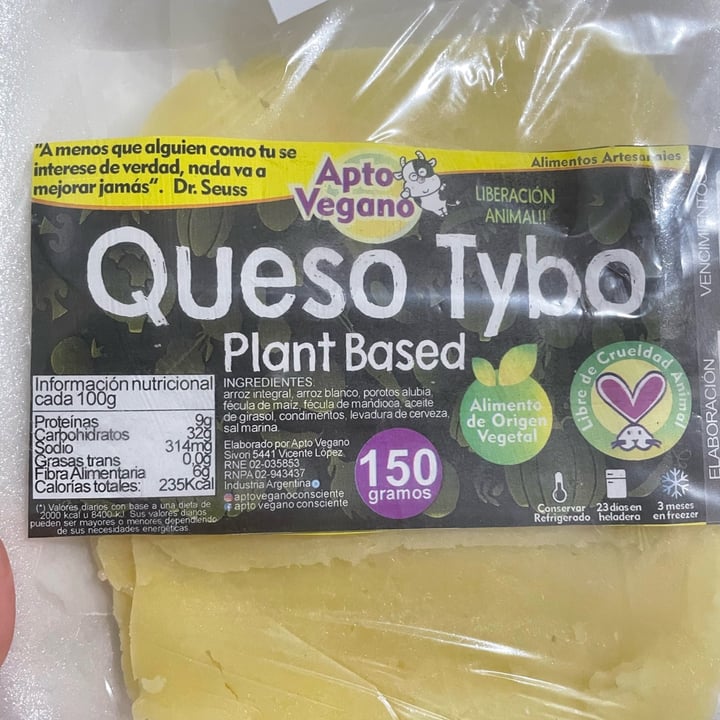 "A menos que alguien como tu se
interese de verdad, nada va a
mejorar jamás". Dr. Seuss
Apto
Vegano
Alimentos Artesanales
LIBERACIÓN
ANIMAL!!
Queso Tybo
Plant Based
Información nutricional
cada 100g
Proteínas 9g
Carbohidratos 32g
Sodio 314mg
Grasas trans 0,0g
Fibra Alimentaria 6g
Calorías totales: 235Kcal
(*) Valores diarios con base a una dieta de
2000 kcal u 8400 kJ. Sus valores diarios
pueden ser mayores o menores dependiendo
de sus necesidades energéticas.
INGREDIENTES
arroz integral, arroz blanco, porotos alubia,
fécula de maíz, fécula de mandioca, aceite
de girasol, condimentos, levadura de cerveza,
sal marina.
Elaborado por Apto Vegano
Sivori 5441 Vicente López
RNE 02-035853
RNPA 02-943437
Industria Argentina
aptoveganoconsciente
apto vegano consciente
150
gramos
Alimento
de Origen
Vegetal
Libre de Crueldad Animal
Conservar
Refrigerado
23 dias en
heladera
3 meses
en freezer
ELABORACIÓN
VENCIMIENTO